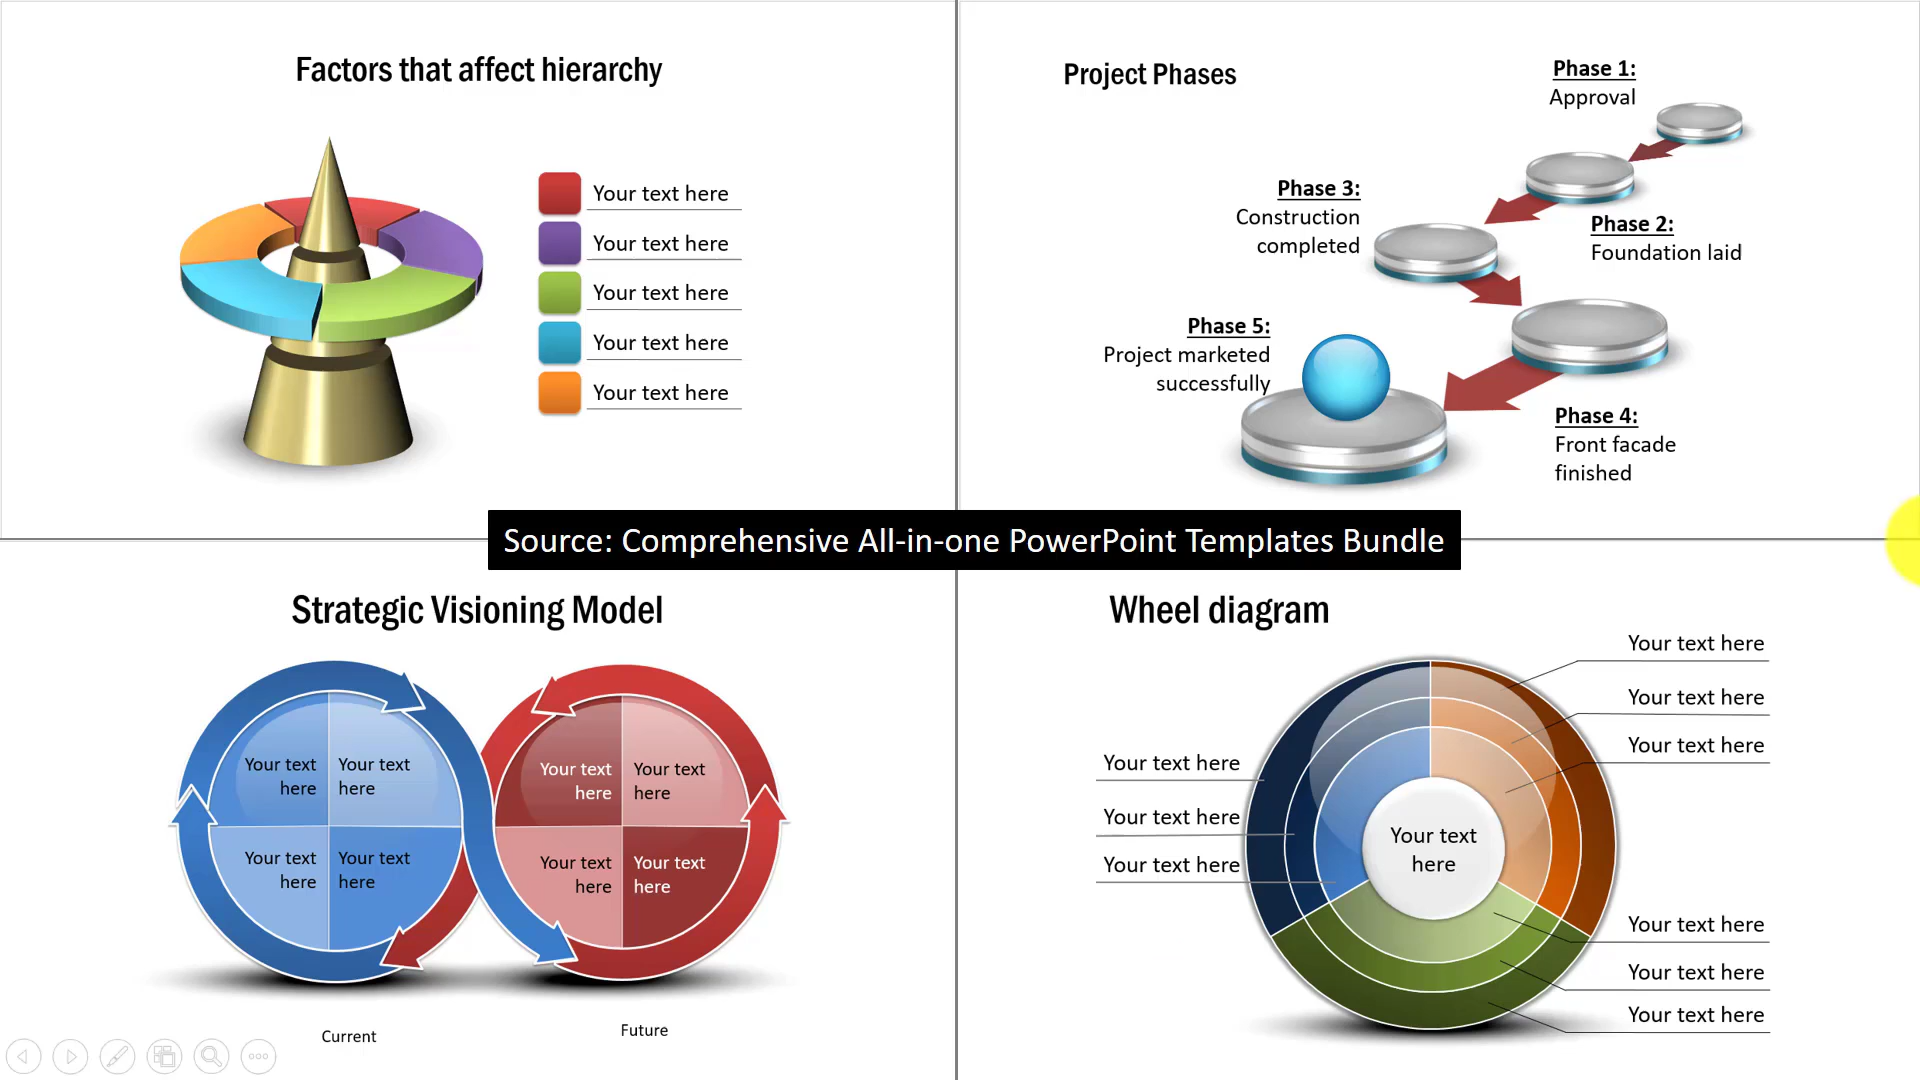 Factors that affect hierarchy
Your text here
Your text here
Your text here
Your text here
Your text here
Project Phases
Phase 1:
Approval
Phase 2:
Foundation laid
Phase 3:
Construction
completed
Phase 4:
Front facade
finished
Phase 5:
Project marketed
successfully
Source: Comprehensive All-in-one PowerPoint Templates Bundle
Strategic Visioning Model
Your text
here
Your text
here
Your text
here
Your text
here
Your text
here
Your text
here
Your text
here
Your text
here
Current
Future
Wheel diagram
Your text here
Your text here
Your text here
Your text here
Your text here
Your text here
Your text
here
Your text here
Your text here
Your text here